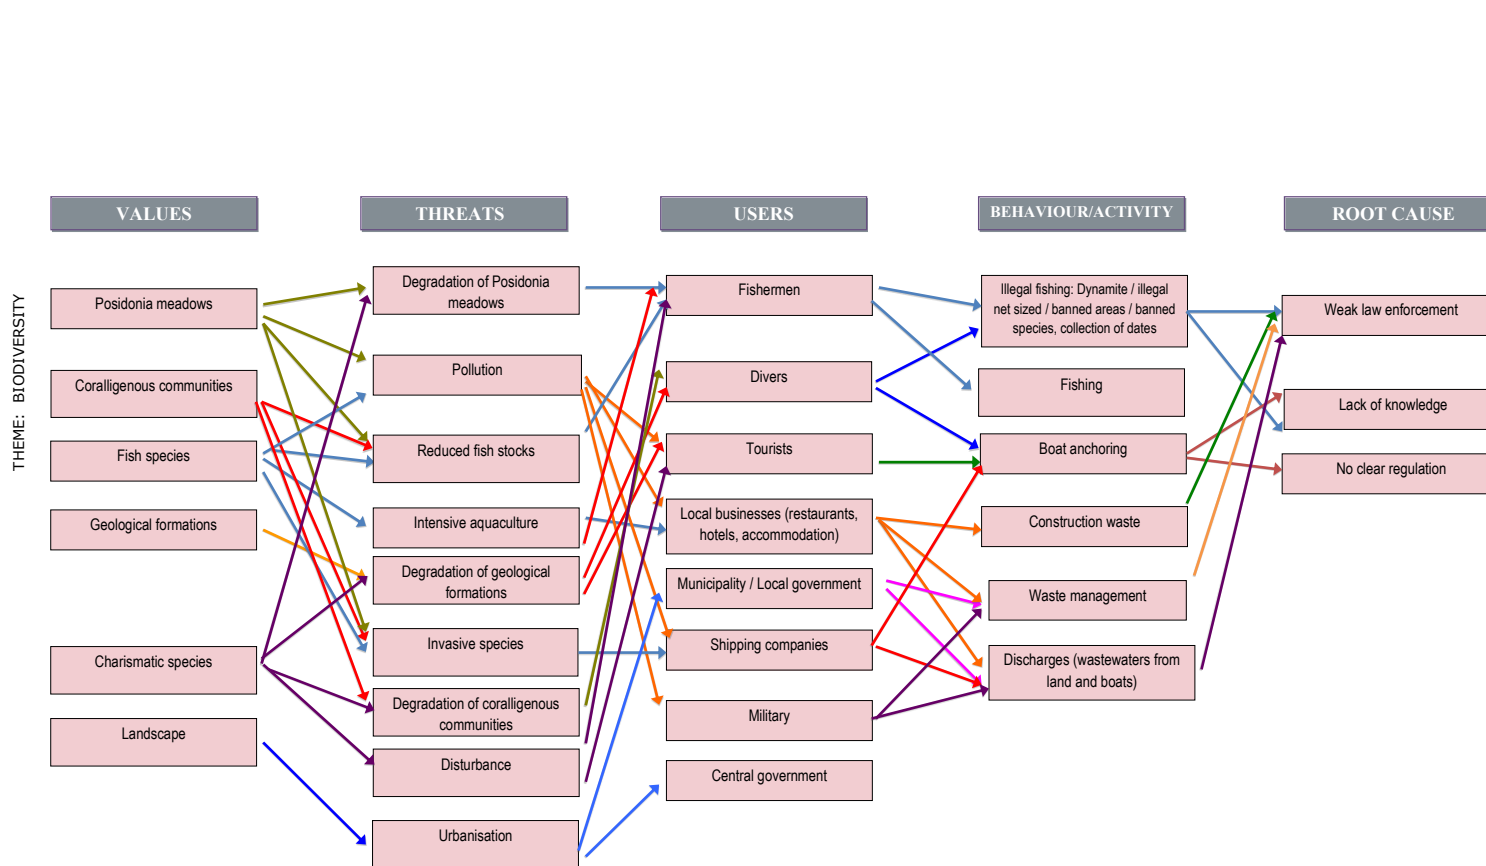 VALUES
THREATS
USERS
BEHAVIOUR/ACTIVITY
ROOT CAUSE
THEME: BIODIVERSITY
Posidonia meadows
Coralligenous communities
Fish species
Geological formations
Charismatic species
Landscape
Degradation of Posidonia
meadows
Pollution
Reduced fish stocks
Intensive aquaculture
Degradation of geological
formations
Invasive species
Degradation of coralligenous
communities
Disturbance
Urbanisation
Fishermen
Divers
Tourists
Local businesses (restaurants,
hotels, accommodation)
Municipality / Local government
Shipping companies
Military
Central government
Illegal fishing: Dynamite / illegal
net sized / banned areas / banned
species, collection of dates
Fishing
Boat anchoring
Construction waste
Waste management
Discharges (wastewaters from
land and boats)
Weak law enforcement
Lack of knowledge
No clear regulation